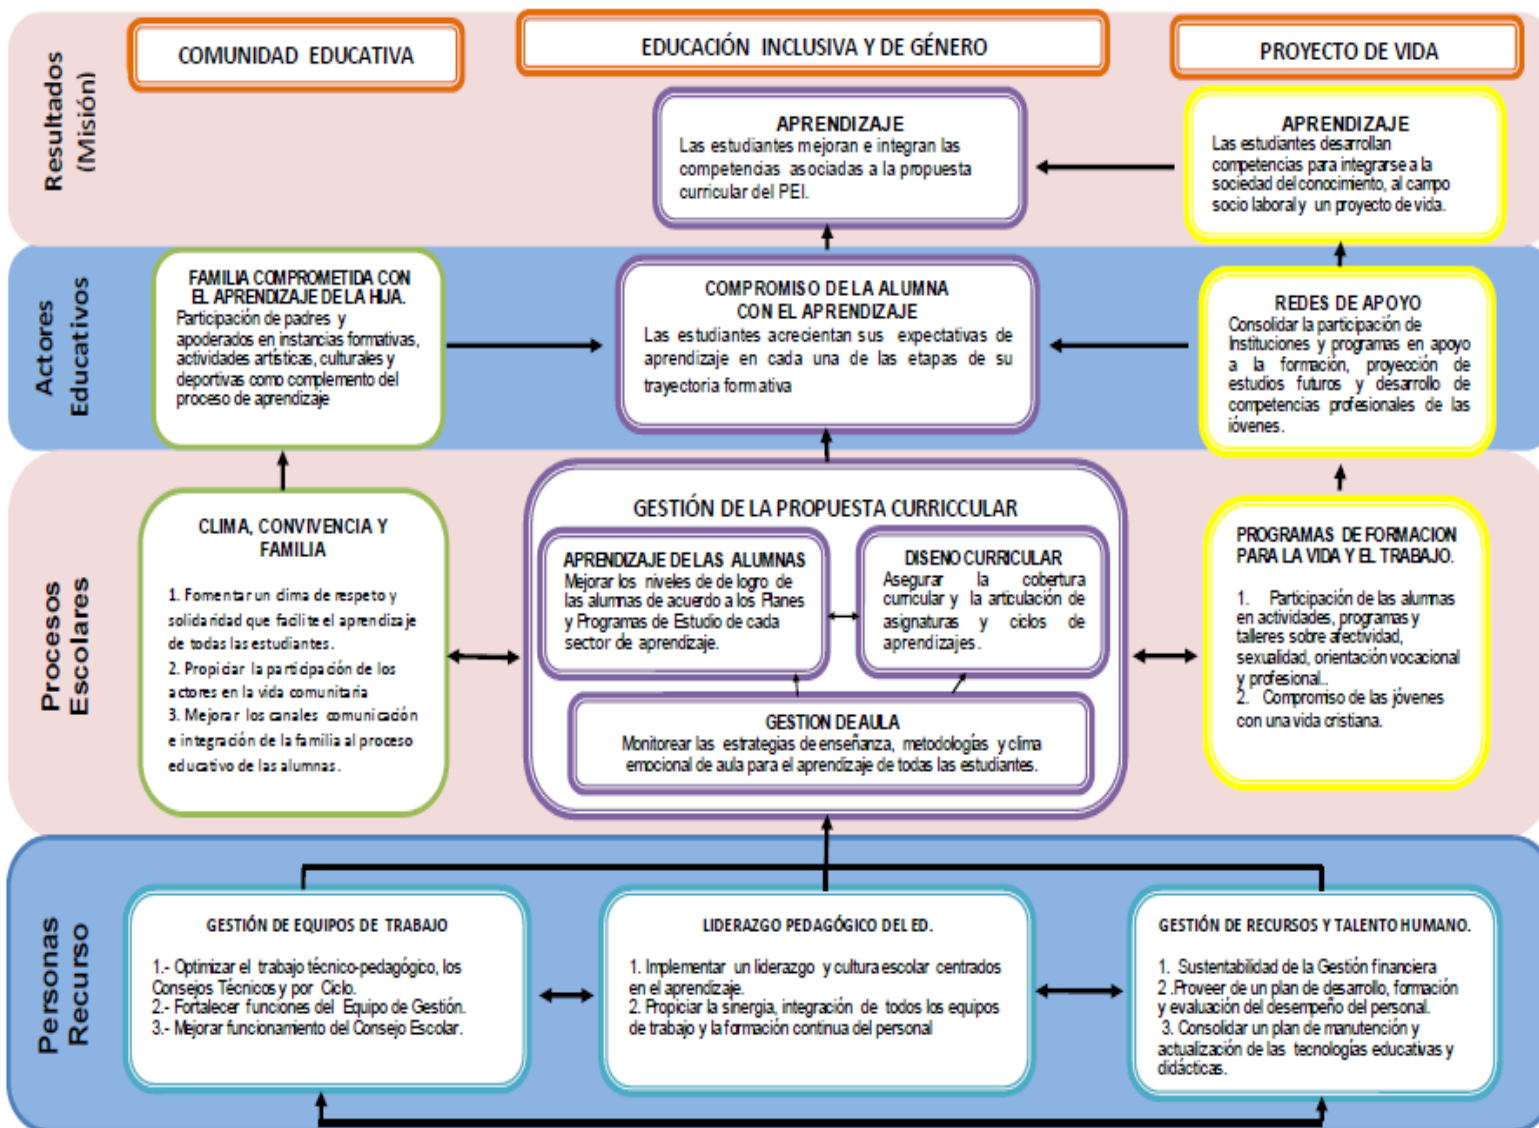 Resultados
(Misión)
COMUNIDAD EDUCATIVA
EDUCACIÓN INCLUSIVA Y DE GÉNERO
PROYECTO DE VIDA
APRENDIZAJE
Las estudiantes mejoran e integran las
competencias asociadas a la propuesta
curricular del PEI.
APRENDIZAJE
Las estudiantes desarrollan
competencias para integrarse a la
sociedad del conocimiento, al campo
socio laboral y un proyecto de vida.
Actores
Educativos
FAMILIA COMPROMETIDA CON
EL APRENDIZAJE DE LA HIJA.
Participación de padres y
apoderados en instancias formativas,
actividades artísticas, culturales y
deportivas como complemento del
proceso de aprendizaje
COMPROMISO DE LA ALUMNA
CON EL APRENDIZAJE
Las estudiantes acrecientan sus expectativas de
aprendizaje en cada una de las etapas de su
trayectoria formativa
REDES DE APOYO
Consolidar la participación de
Instituciones y programas en apoyo
a la formación, proyección de
estudios futuros y desarrollo de
competencias profesionales de las
jóvenes.
Procesos
Escolares
CLIMA, CONVIVENCIA Y
FAMILIA
1. Fomentar un clima de respeto y
solidaridad que facilite el aprendizaje
de todas las estudiantes.
2. Propiciar la participación de los
actores en la vida comunitaria
3. Mejorar los canales comunicación
e integración de la familia al proceso
educativo de las alumnas.
GESTIÓN DE LA PROPUESTA CURRICCULAR
APRENDIZAJE DE LAS ALUMNAS
Mejorar los niveles de de logro de
las alumnas de acuerdo a los Planes
y Programas de Estudio de cada
sector de aprendizaje.
DISENO CURRICULAR
Asegurar la cobertura
curricular y la articulación de
asignaturas y ciclos de
aprendizajes.
GESTION DE AULA
Monitorear las estrategias de enseñanza, metodologías y clima
emocional de aula para el aprendizaje de todas las estudiantes.
PROGRAMAS DE FORMACION
PARA LA VIDA Y EL TRABAJO.
1. Participación de las alumnas
en actividades, programas y
talleres sobre afectividad,
sexualidad, orientación vocacional
y profesional..
2. Compromiso de las jóvenes
con una vida cristiana.
Personas
Recurso
GESTIÓN DE EQUIPOS DE TRABAJO
1.- Optimizar el trabajo técnico-pedagógico, los
Consejos Técnicos y por Ciclo.
2.- Fortalecer funciones del Equipo de Gestión.
3.- Mejorar funcionamiento del Consejo Escolar.
LIDERAZGO PEDAGÓGICO DEL ED.
1. Implementar un liderazgo y cultura escolar centrados
en el aprendizaje.
2. Propiciar la sinergia, integración de todos los equipos
de trabajo y la formación continua del personal
GESTIÓN DE RECURSOS Y TALENTO HUMANO.
1. Sustentabilidad de la Gestión financiera
2 .Proveer de un plan de desarrollo, formación
y evaluación del desempeño del personal.
3. Consolidar un plan de manutención y
actualización de las tecnologías educativas y
didácticas.